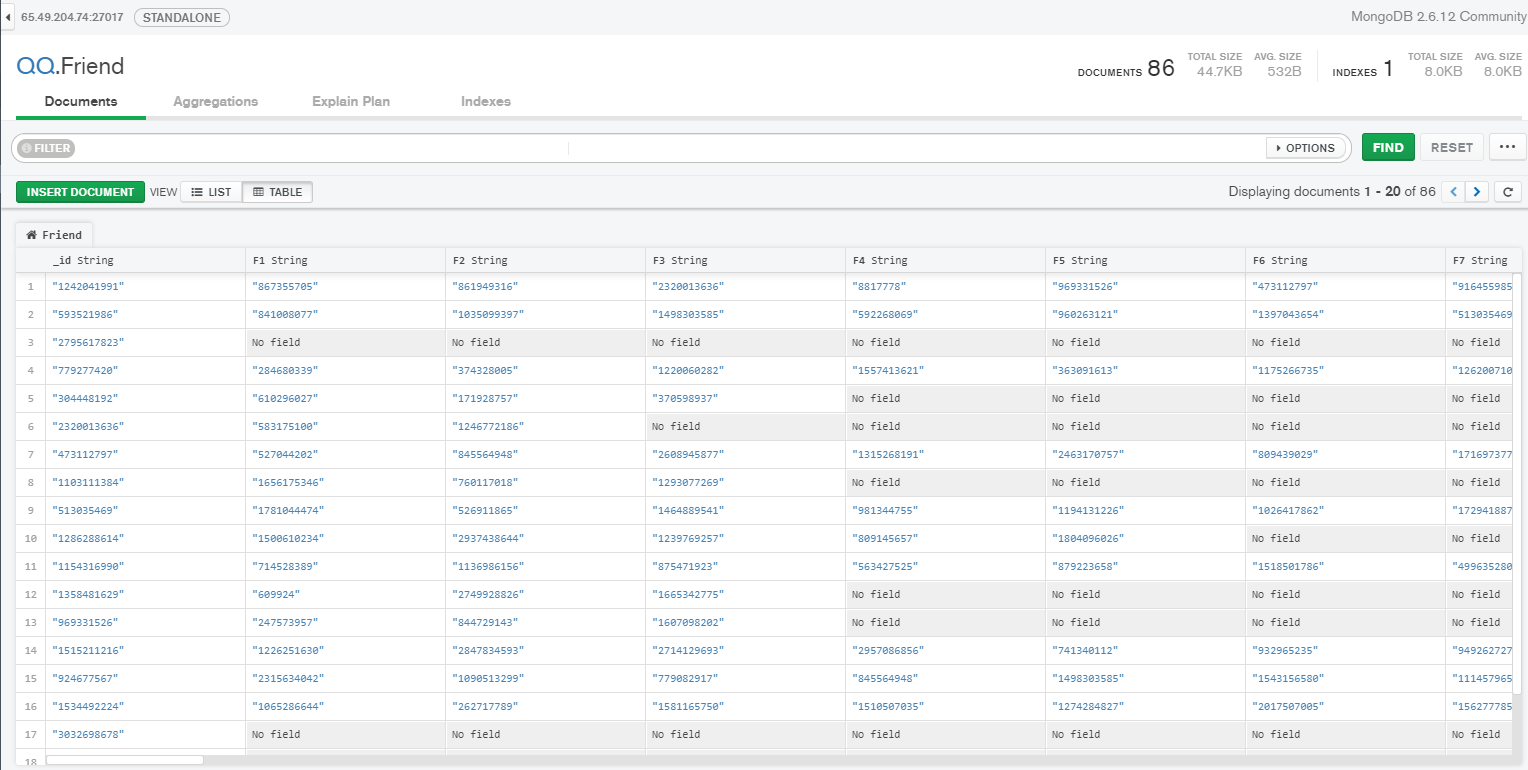 65.49.204.74:27017 STANDALONE MongoDB 2.6.12 Community
QQ.Friend DOCUMENTS 86 TOTAL SIZE 44.7KB AVG. SIZE 532B INDEXES 1 TOTAL SIZE 8.0KB AVG. SIZE 8.0KB
Documents Aggregations Explain Plan Indexes
FILTER OPTIONS FIND RESET ...
INSERT DOCUMENT VIEW LIST TABLE Displaying documents 1 - 20 of 86
Friend
_id String F1 String F2 String F3 String F4 String F5 String F6 String F7 String
1 "1242041991" "867355705" "861949316" "2320013636" "8817778" "969331526" "473112797" "916455985
2 "593521986" "841008077" "1035099397" "1498303585" "592268069" "960263121" "1397043654" "513035469
3 "2795617823" No field No field No field No field No field No field No field
4 "779277420" "284680339" "374328005" "1220060282" "1557413621" "363091613" "1175266735" "126200710
5 "304448192" "610296027" "171928757" "370598937" No field No field No field No field
6 "2320013636" "583175100" "1246772186" No field No field No field No field No field
7 "473112797" "527044202" "845564948" "2608945877" "1315268191" "2463170757" "809439029" "171697377
8 "1103111384" "1656175346" "760117018" "1293077269" No field No field No field No field
9 "513035469" "1781044474" "526911865" "1464889541" "981344755" "1194131226" "1026417862" "172941887
10 "1286288614" "1500610234" "2937438644" "1239769257" "809145657" "1804096026" No field No field
11 "1154316990" "714528389" "1136986156" "875471923" "563427525" "879223658" "1518501786" "499635280
12 "1358481629" "609924" "2749928826" "1665342775" No field No field No field No field
13 "969331526" "247573957" "844729143" "1607098202" No field No field No field No field
14 "1515211216" "1226251630" "2847834593" "2714129693" "2957086856" "741340112" "932965235" "949262727
15 "924677567" "2315634042" "1090513299" "779082917" "845564948" "1498303585" "1543156580" "111457965
16 "1534492224" "1065286644" "262717789" "1581165750" "1510507035" "1274284827" "2017507005" "156277785
17 "3032698678" No field No field No field No field No field No field No field
18